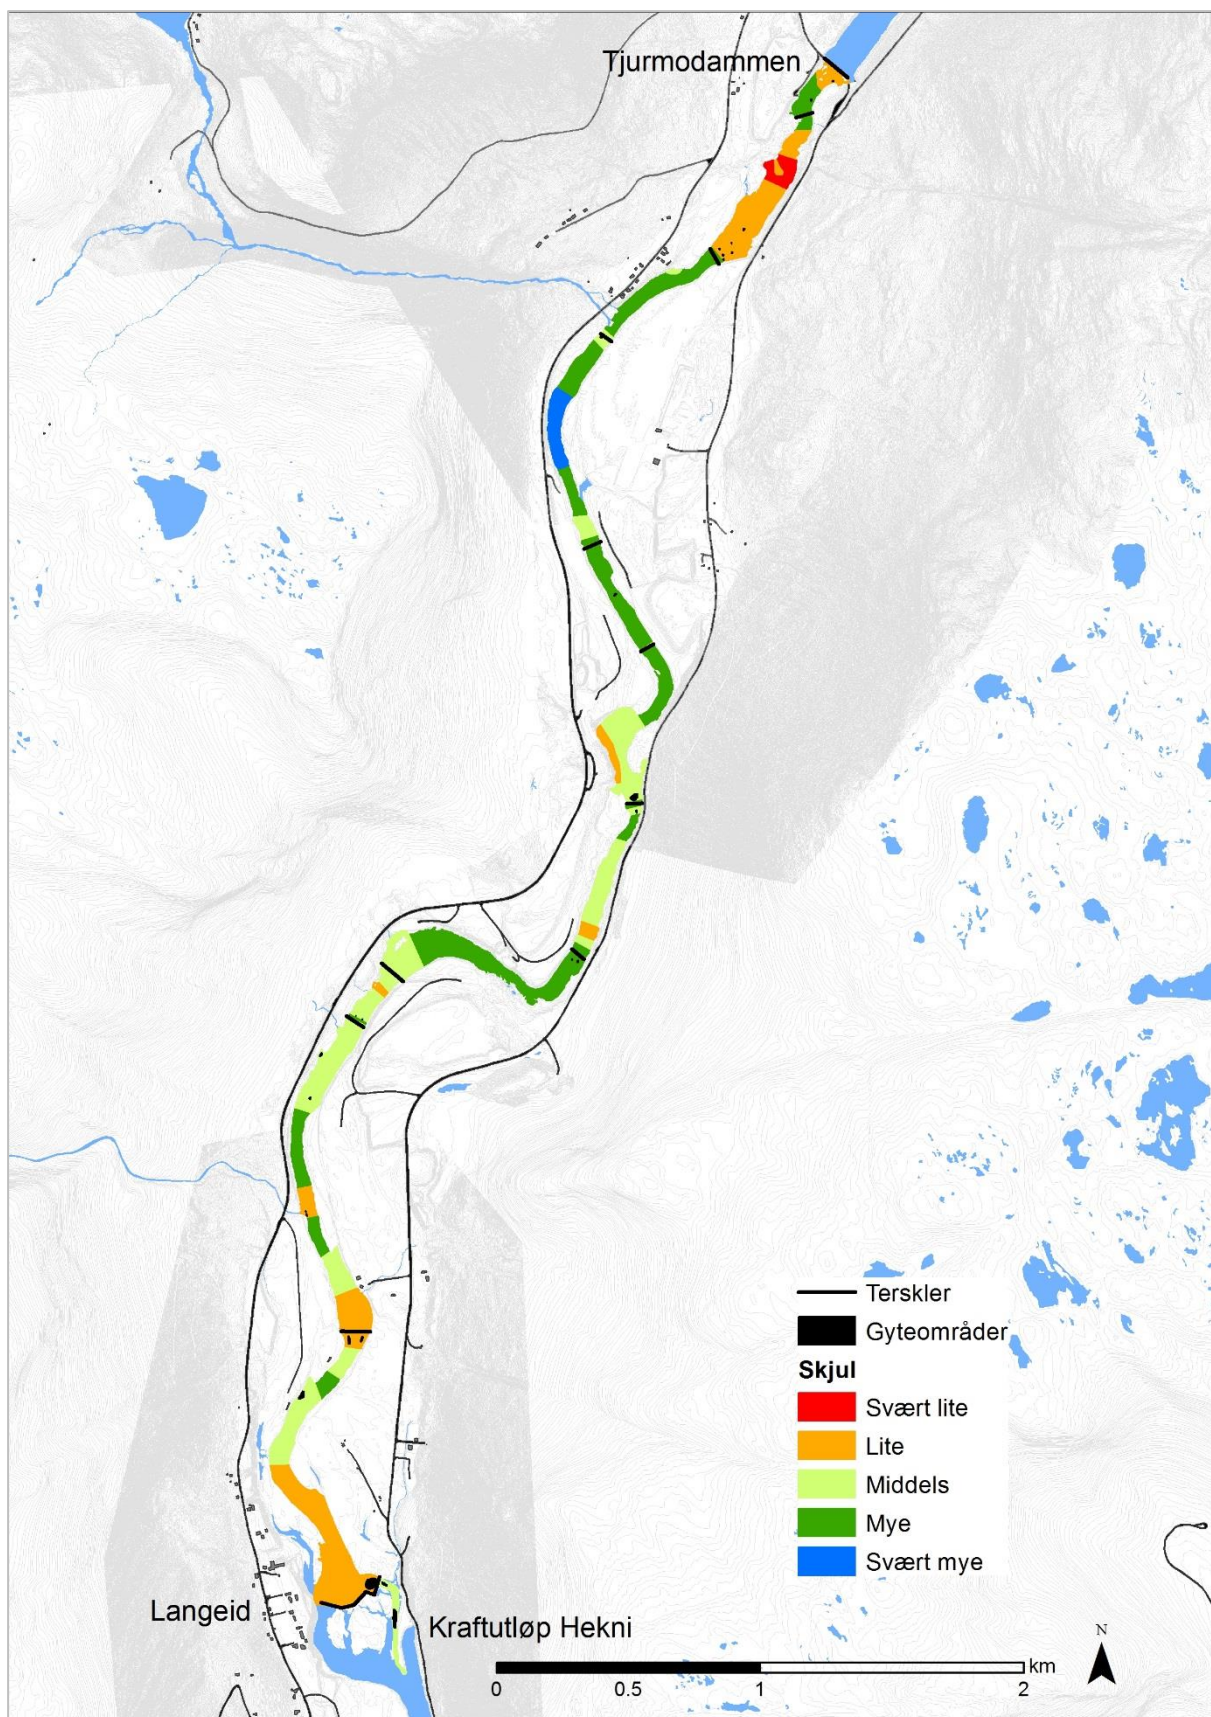 Tjurmodammen
Terskler
Gyteområder
Skjul
Svært lite
Lite
Middels
Mye
Svært mye
Langeid
Kraftutløp Hekni
N
km
0 0.5 1 2